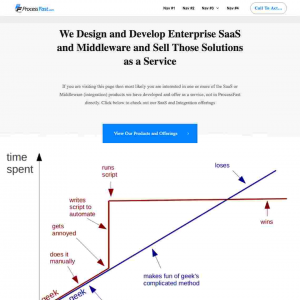 ProcessFast.com
Nav #1 Nav #2 Nav #3 Nav #4 Call To Ac...
We Design and Develop Enterprise SaaS
and Middleware and Sell Those Solutions
as a Service
If you are visiting this page then most likely you are interested in one or more of the SaaS or
Middleware (integration) products we have developed and offer as a service, not in ProcessFast
directly. Click below to check out our SaaS and Integration offerings.
View Our Products and Offerings
time
spent
runs
script
loses
writes
script to
automate
wins
gets
annoyed
does it
manually
makes fun of geek's
complicated method
geek
geek